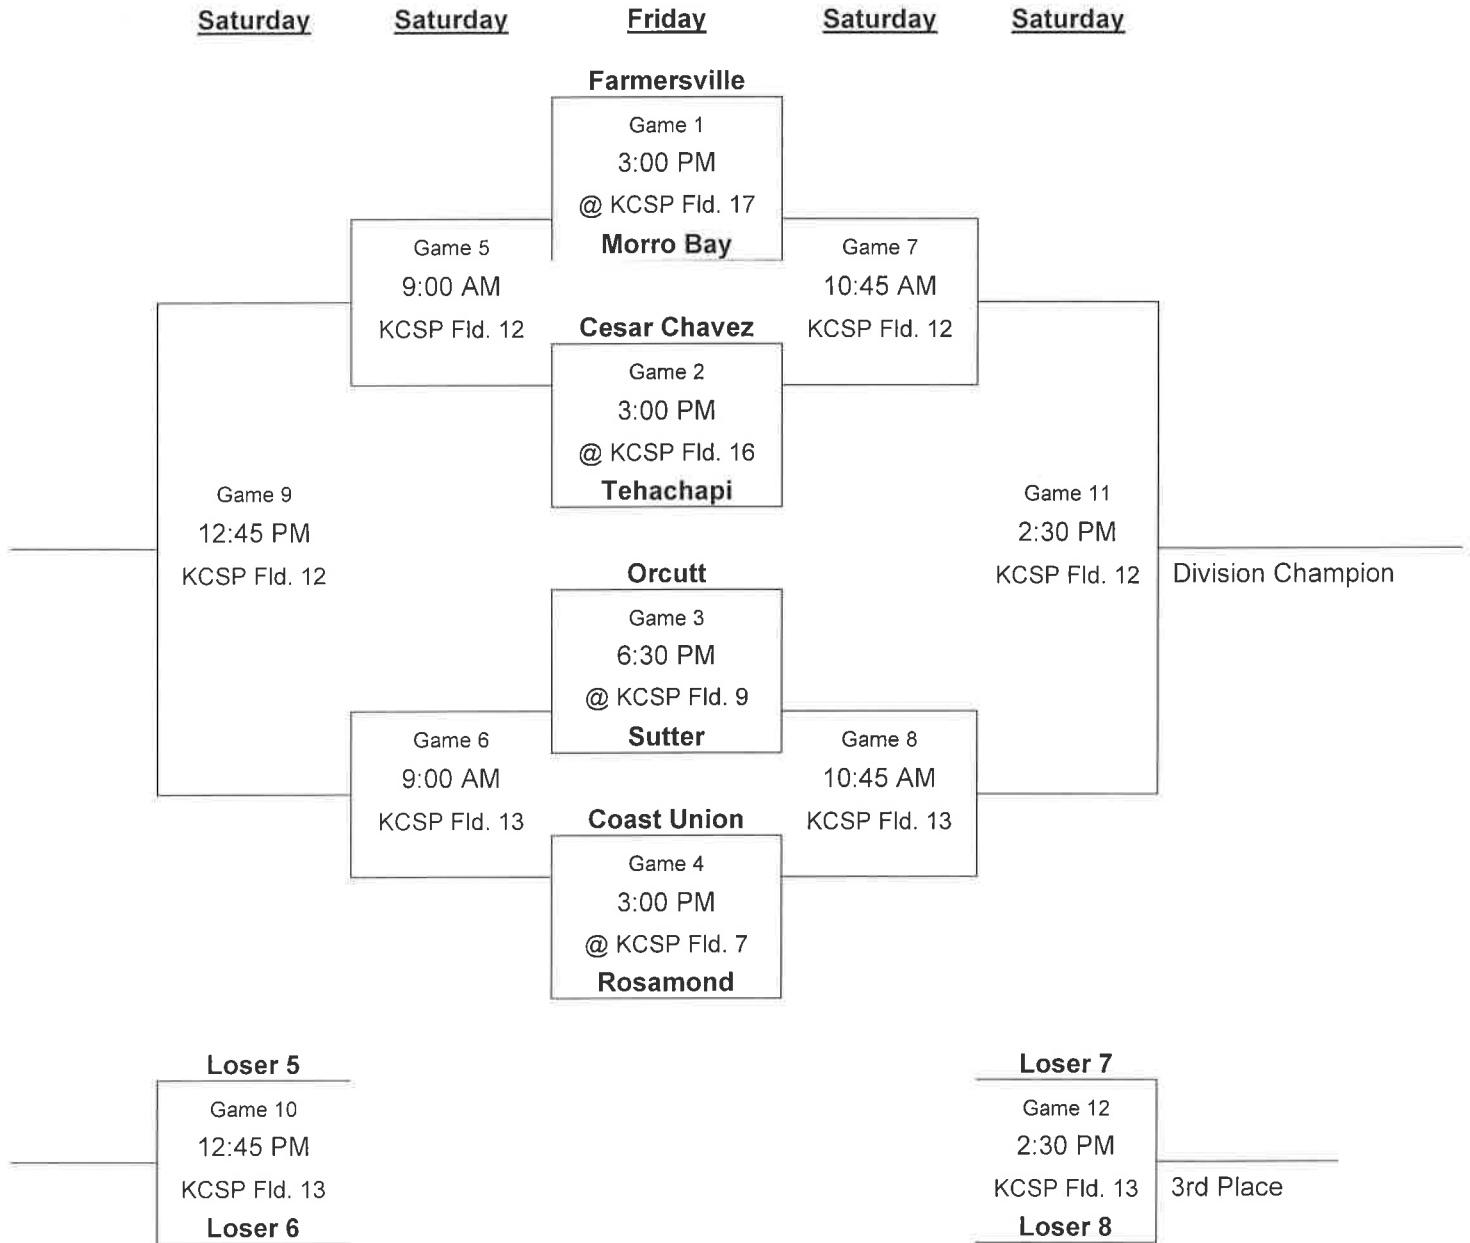 Saturday Saturday Friday Saturday Saturday
Farmersville
Game 1
3:00 PM
@ KCSP Fld. 17
Morro Bay
Game 5
9:00 AM
KCSP Fld. 12
Game 7
10:45 AM
KCSP Fld. 12
Cesar Chavez
Game 2
3:00 PM
@ KCSP Fld. 16
Tehachapi
Game 9
12:45 PM
KCSP Fld. 12
Game 11
2:30 PM
KCSP Fld. 12
Division Champion
Orcutt
Game 3
6:30 PM
@ KCSP Fld. 9
Sutter
Game 6
9:00 AM
KCSP Fld. 13
Game 8
10:45 AM
KCSP Fld. 13
Coast Union
Game 4
3:00 PM
@ KCSP Fld. 7
Rosamond
Loser 5
Game 10
12:45 PM
KCSP Fld. 13
Loser 6
Loser 7
Game 12
2:30 PM
KCSP Fld. 13
3rd Place
Loser 8